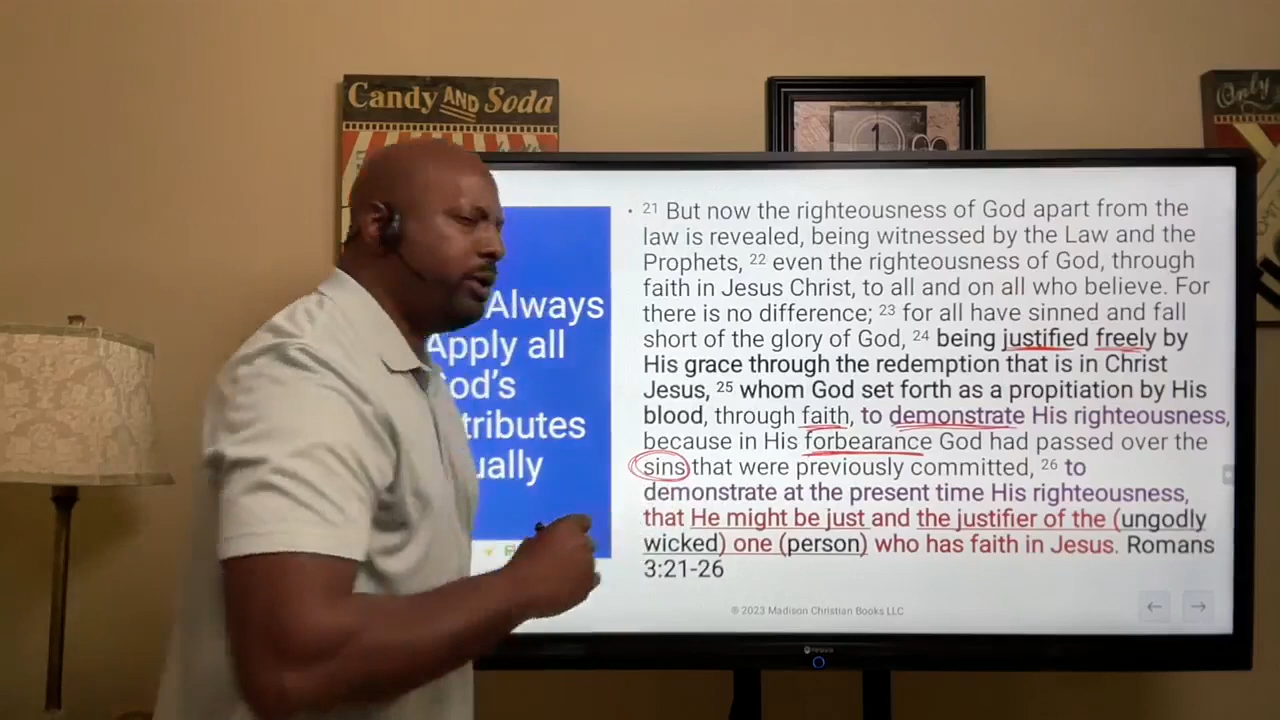 Candy AND Soda
Only
1
Always
Apply all
God's
21 But now the righteousness of God apart from the
law is revealed, being witnessed by the Law and the
Prophets, 22 even the righteousness of God, through
faith in Jesus Christ, to all and on all who believe. For
there is no difference; 23 for all have sinned and fall
short of the glory of God, 24 being justified freely by
His grace through the redemption that is in Christ
Jesus, 25 whom God set forth as a propitiation by His
blood, through faith, to demonstrate His righteousness,
because in His forbearance God had passed over the
sins that were previously committed, 26 to
demonstrate at the present time His righteousness,
that He might be just and the justifier of the (ungodly
wicked) one (person) who has faith in Jesus. Romans
3:21-26
® 2023 Madison Christian Books LLC